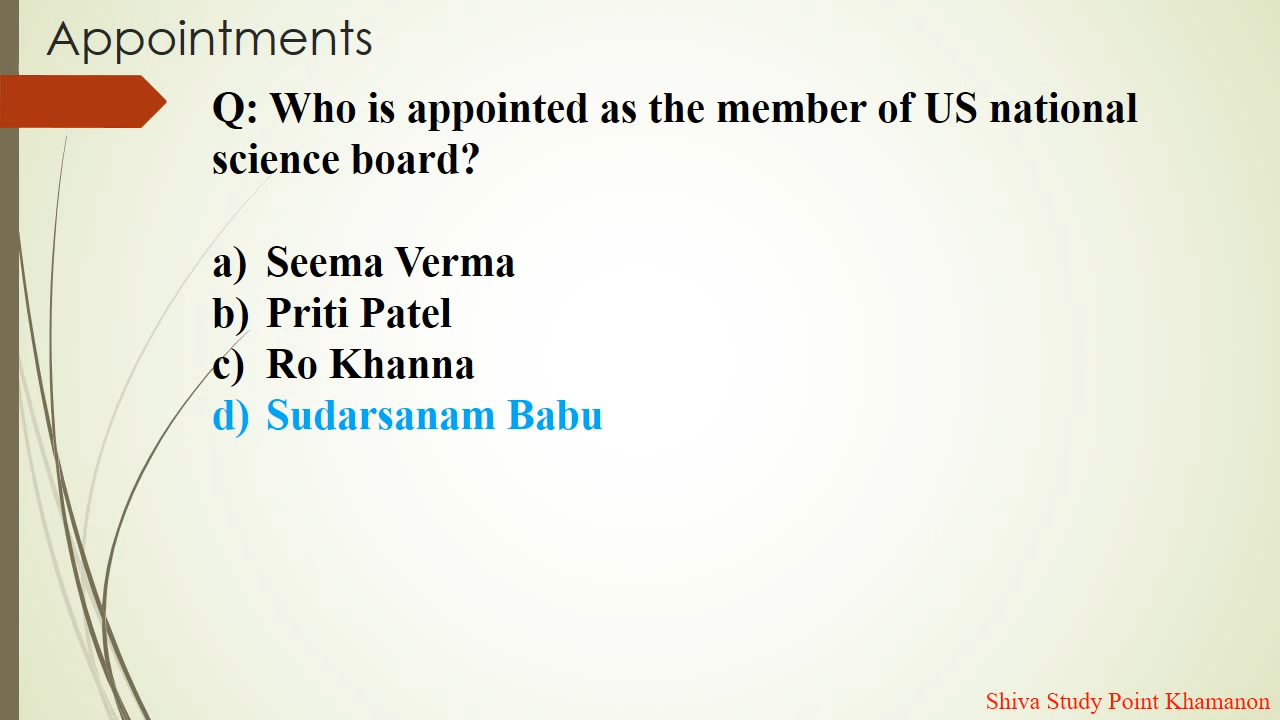 Appointments
Q: Who is appointed as the member of US national
science board?
a) Seema Verma
b) Priti Patel
c) Ro Khanna
d) Sudarsanam Babu
Shiva Study Point Khamanon